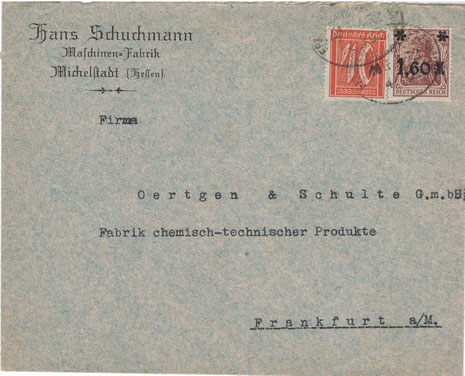 Hans Schuchmann
Maschinen=Fabrik
Michelstadt (Hessen).
Deutsches Reich
40
1,60 M
DEUTSCHES REICH
Firma
Oertgen & Schulte G.m.bH
Fabrik chemisch-technischer Produkte
Frankfurt a/M.